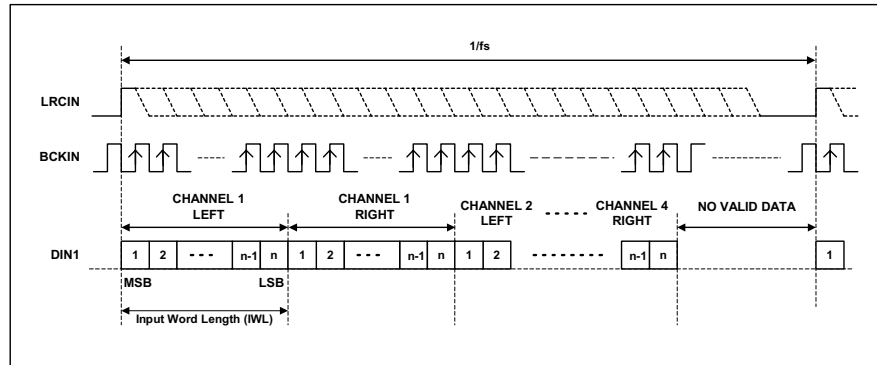 1/fs
LRCIN
BCKIN
CHANNEL 1
LEFT
CHANNEL 1
RIGHT
CHANNEL 2
LEFT
CHANNEL 4
RIGHT
NO VALID DATA
DIN1
1 2 n-1 n 1 2 n-1 n 1 2 n-1 n 1
MSB LSB
Input Word Length (IWL)